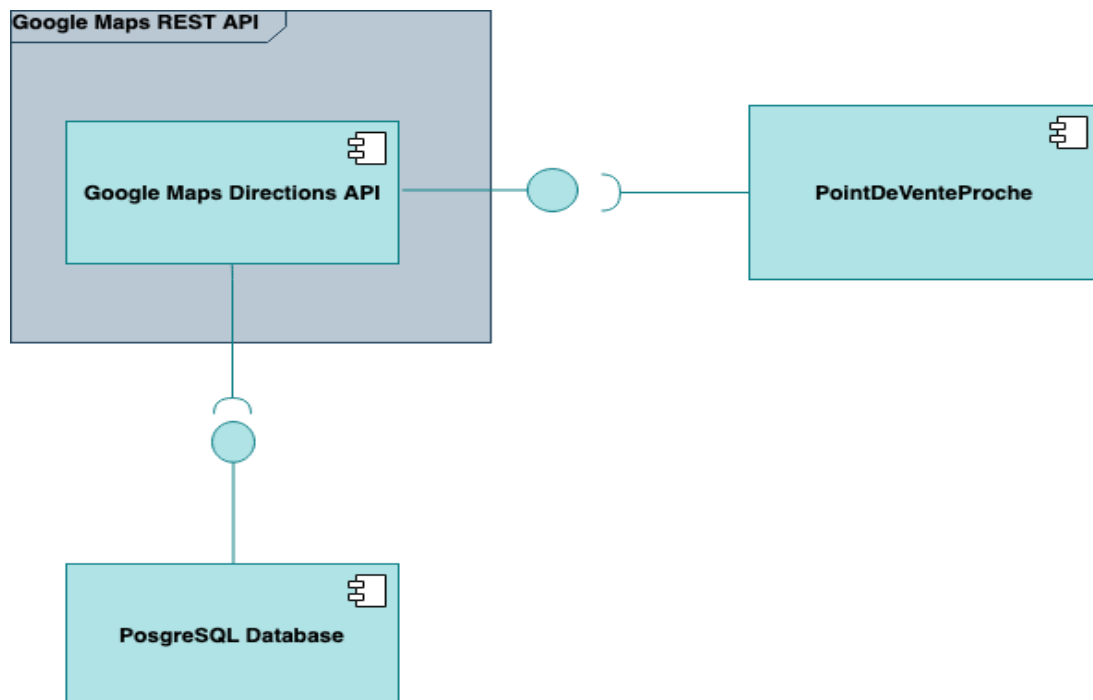 Google Maps REST API
Google Maps Directions API
PointDeVenteProche
PosgreSQL Database